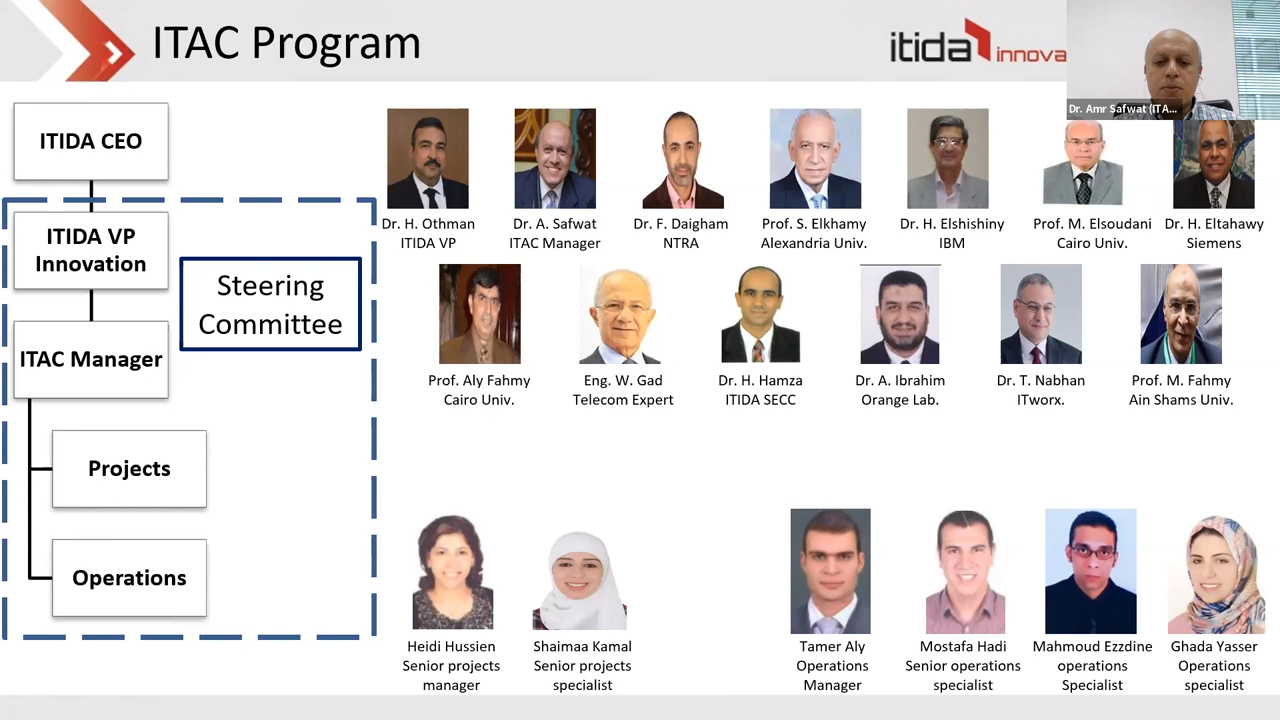 ITAC Program
itida innova
Dr. Amr Safwat (ITA...
ITIDA CEO
ITIDA VP
Innovation
Steering
Committee
ITAC Manager
Projects
Operations
Dr. H. Othman
ITIDA VP
Dr. A. Safwat
ITAC Manager
Dr. F. Daigham
NTRA
Prof. S. Elkhamy
Alexandria Univ.
Dr. H. Elshishiny
IBM
Prof. M. Elsoudani
Cairo Univ.
Dr. H. Eltahawy
Siemens
Prof. Aly Fahmy
Cairo Univ.
Eng. W. Gad
Telecom Expert
Dr. H. Hamza
ITIDA SECC
Dr. A. Ibrahim
Orange Lab.
Dr. T. Nabhan
ITworx.
Prof. M. Fahmy
Ain Shams Univ.
Heidi Hussien
Senior projects
manager
Shaimaa Kamal
Senior projects
specialist
Tamer Aly
Operations
Manager
Mostafa Hadi
Senior operations
specialist
Mahmoud Ezzdine
operations
Specialist
Ghada Yasser
Operations
specialist